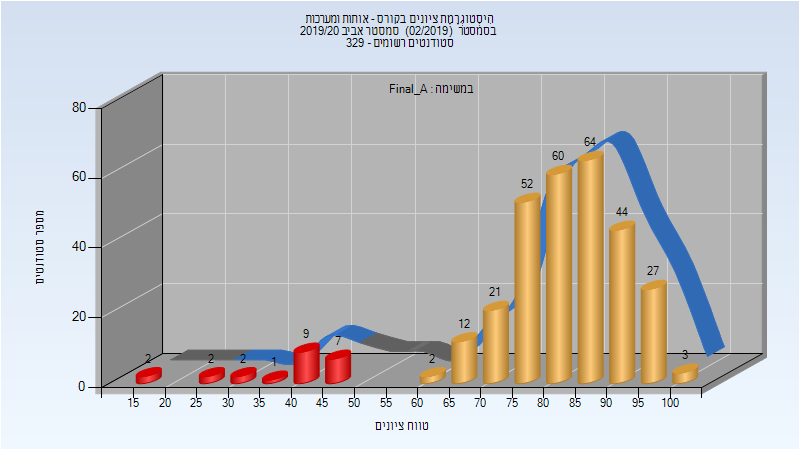 היסטוגרמת ציונים בקורס - אותות ומערכות
בסמסטר (02/2019) סמסטר אביב 2019/20
סטודנטים רשומים - 329
במשימה : Final_A
מספר סטודנטים
80
60
40
20
0
2
2
2
1
9
7
2
12
21
52
60
64
44
27
3
15 20 25 30 35 40 45 50 60 65 70 75 80 85 90 95 100
טווח ציונים